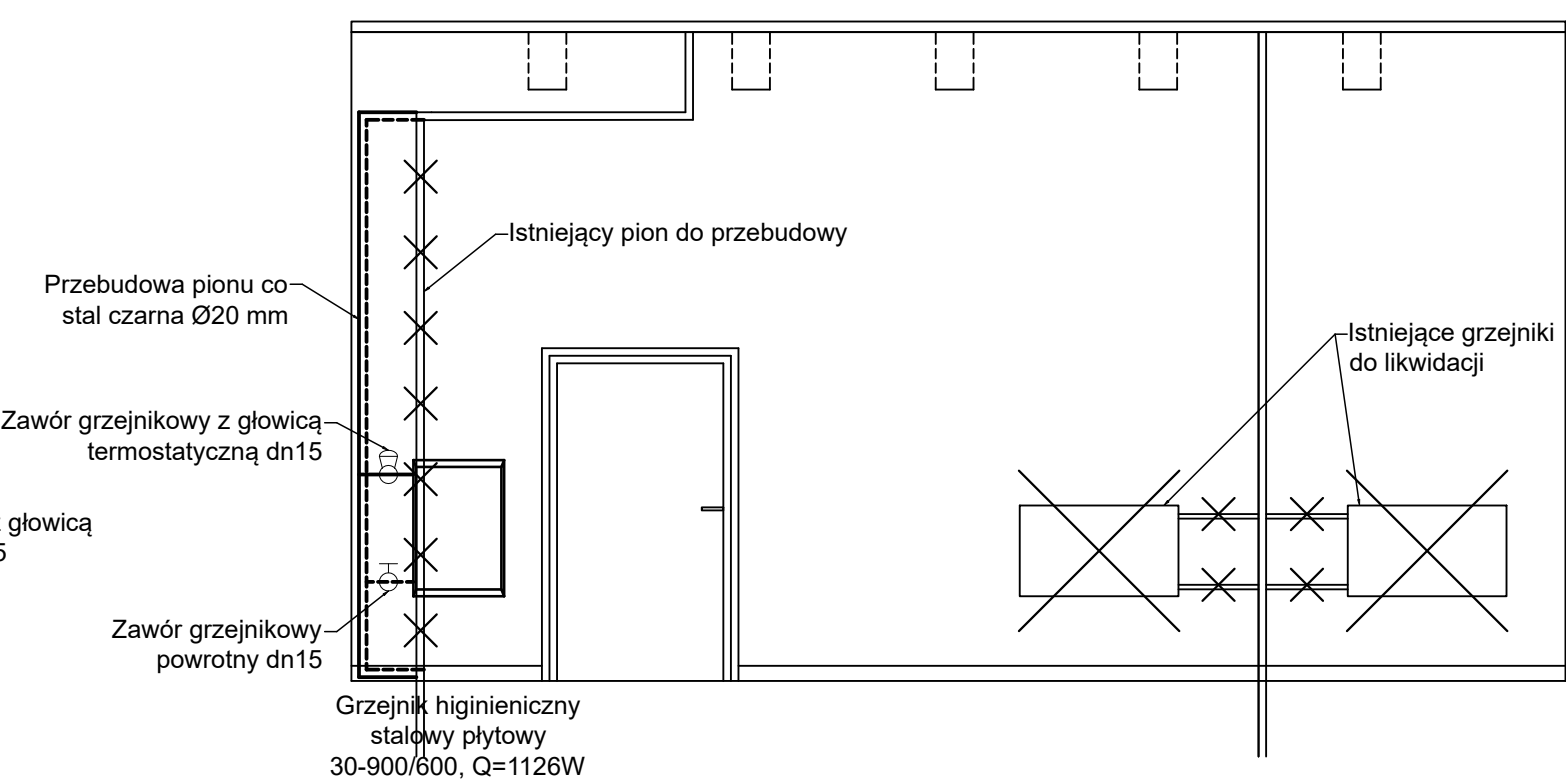 Istniejący pion do przebudowy
Przebudowa pionu co
stal czarna Ø20 mm
Istniejące grzejniki
do likwidacji
Zawór grzejnikowy z głowicą
termostatyczną dn15
głowicą
5
Zawór grzejnikowy
powrotny dn15
Grzejnik higinieniczny
stalowy płytowy
30-900/600, Q=1126W